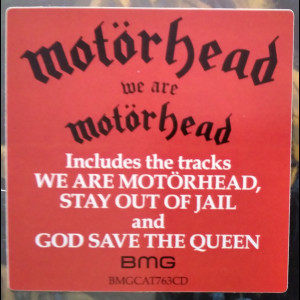 motörhead
we are
motörhead
Includes the tracks
WE ARE MOTÖRHEAD,
STAY OUT OF JAIL
and
GOD SAVE THE QUEEN
BMG
BMGCAT763CD